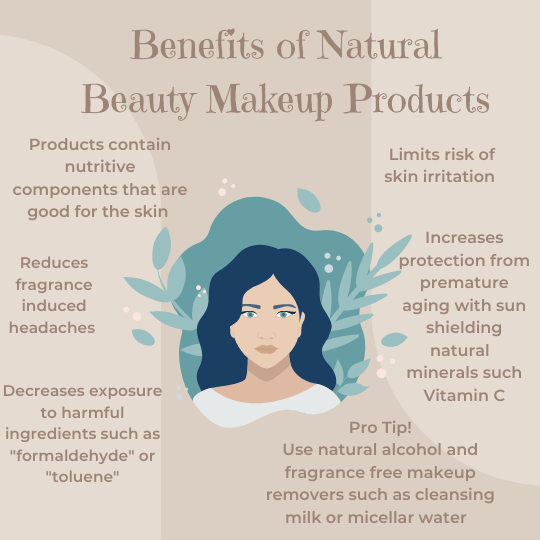 Benefits of Natural
Beauty Makeup Products
Products contain
nutritive
components that are
good for the skin
Limits risk of
skin irritation
Reduces
fragrance
induced
headaches
Increases
protection from
premature
aging with sun
shielding
natural
minerals such
Vitamin C
Decreases exposure
to harmful
ingredients such as
"formaldehyde" or
"toluene"
Pro Tip!
Use natural alcohol and
fragrance free makeup
removers such as cleansing
milk or micellar water